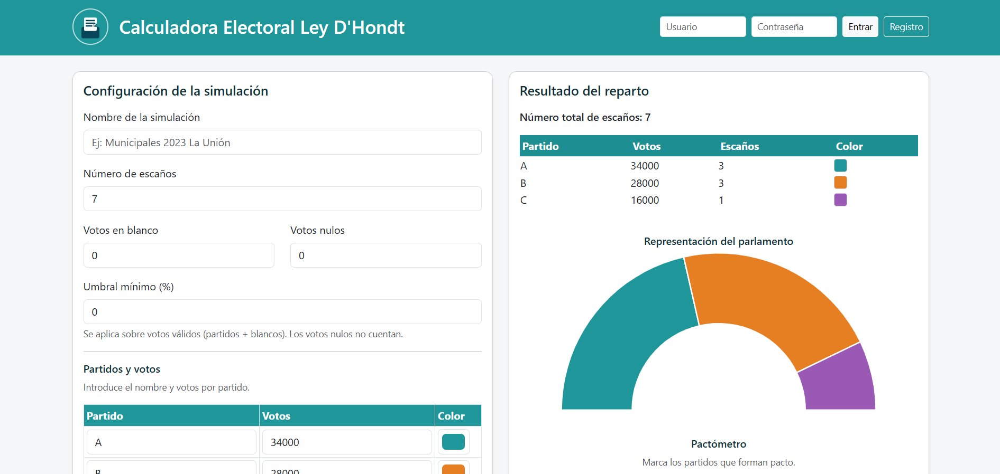 Calculadora Electoral Ley D'Hondt
Usuario
Contraseña
Entrar
Registro
Configuración de la simulación
Nombre de la simulación
Ej: Municipales 2023 La Unión
Número de escaños
7
Votos en blanco
Votos nulos
0
0
Umbral mínimo (%)
0
Se aplica sobre votos válidos (partidos + blancos). Los votos nulos no cuentan.
Partidos y votos
Introduce el nombre y votos por partido.
Partido Votos Color
A 34000
B 28000
Resultado del reparto
Número total de escaños: 7
Partido Votos Escaños Color
A 34000 3
B 28000 3
C 16000 1
Representación del parlamento
Pactómetro
Marca los partidos que forman pacto.